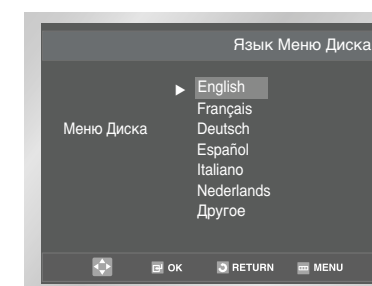 Язык Меню Диска
English
Français
Меню Диска Deutsch
Español
Italiano
Nederlands
Другое
OK RETURN MENU